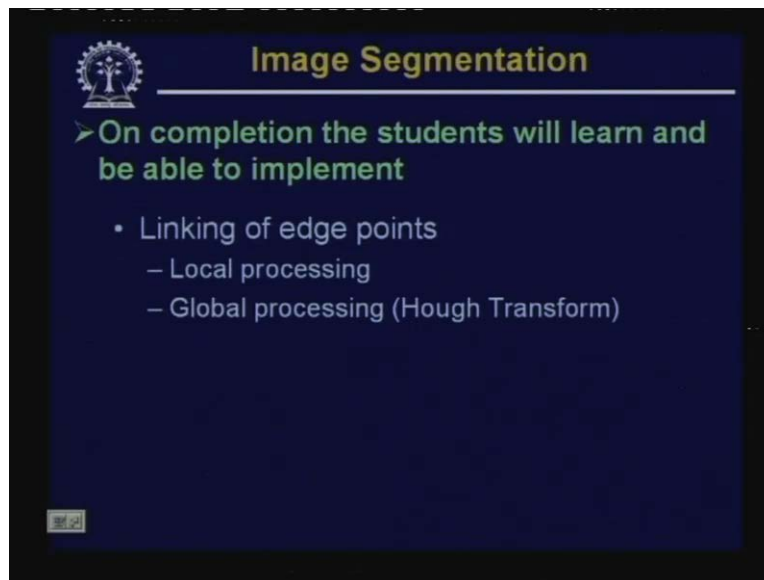 Image Segmentation
➢On completion the students will learn and
be able to implement
• Linking of edge points
– Local processing
– Global processing (Hough Transform)